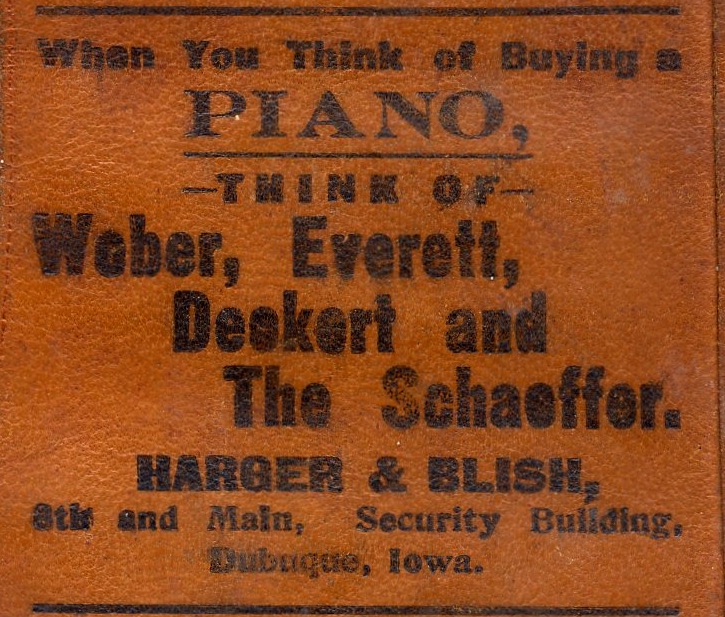 When You Think of Buying a
PIANO,
—THINK OF—
Weber, Everett,
Deckert and
The Schaeffer.
HARGER & BLISH,
8th and Main, Security Building,
Dubuque, Iowa.